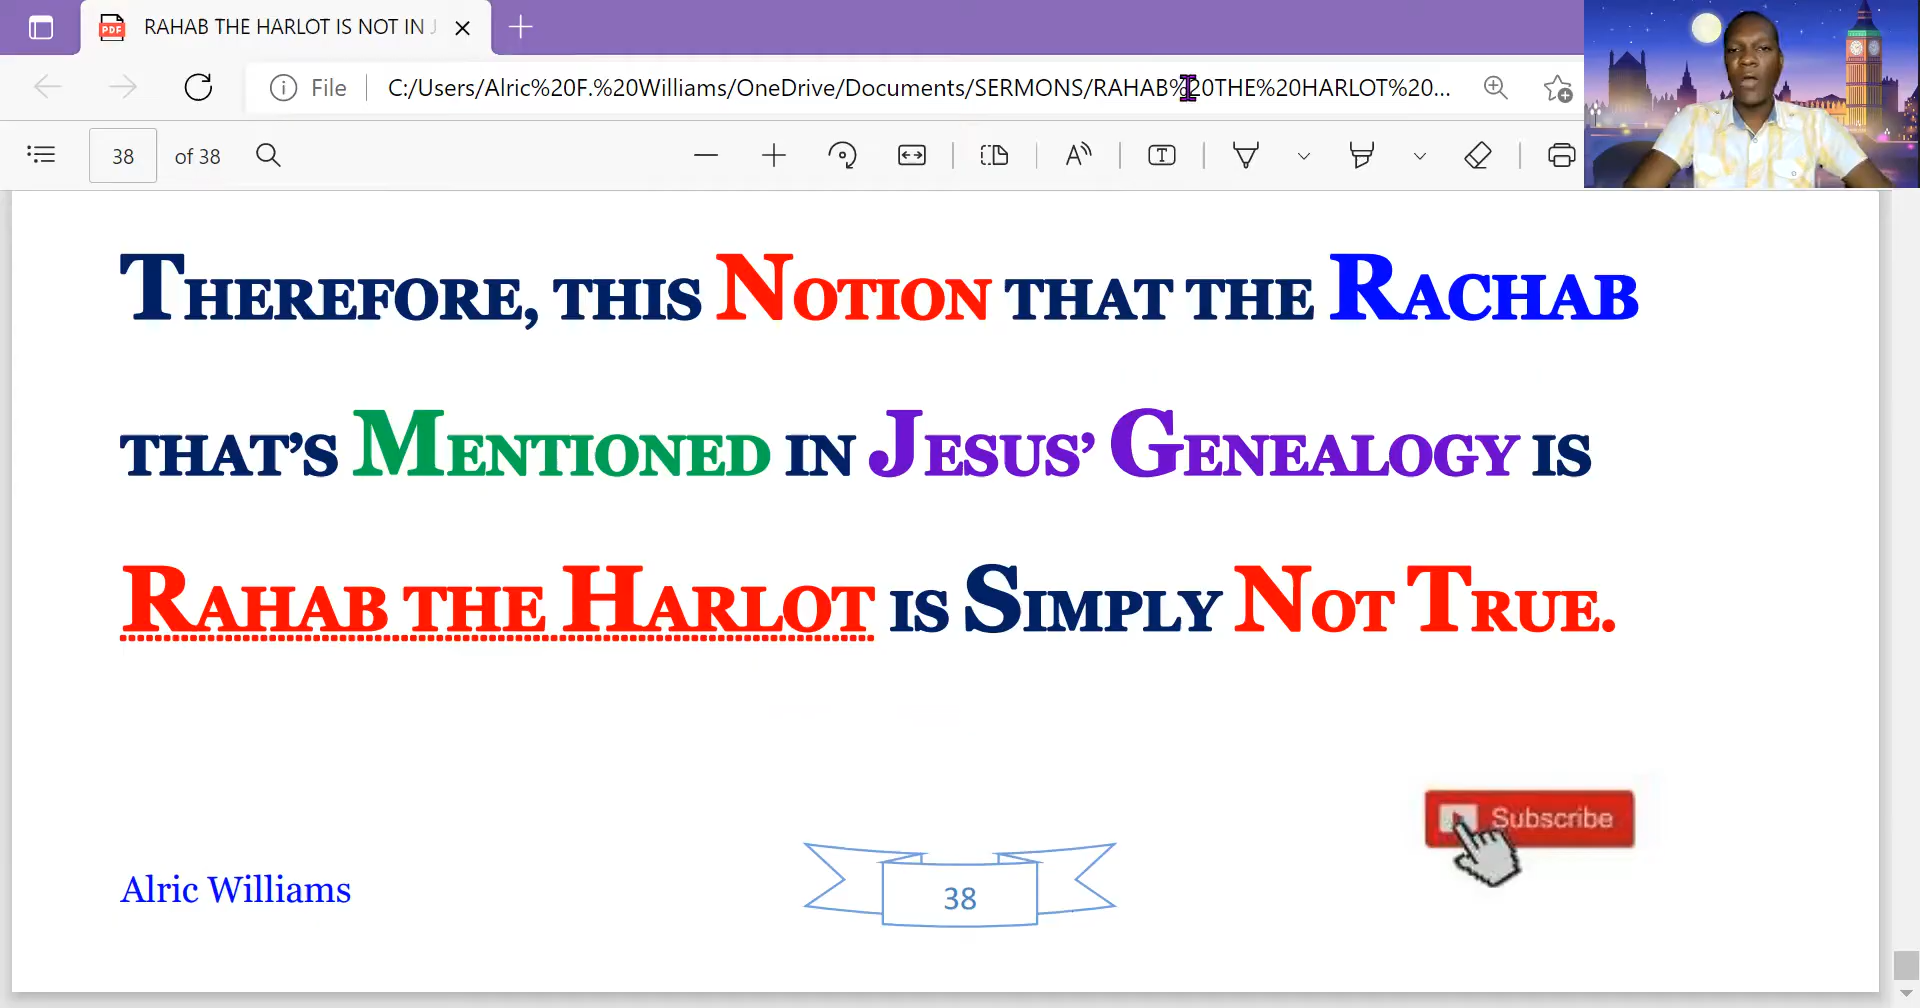 RAHAB THE HARLOT IS NOT IN J
File
C:/Users/Alric%20F.%20Williams/OneDrive/Documents/SERMONS/RAHAB%20THE%20HARLOT%20...
38 of 38
THEREFORE, THIS NOTION THAT THE RACHAB
THAT’S MENTIONED IN JESUS’ GENEALOGY IS
RAHAB THE HARLOT IS SIMPLY NOT TRUE.
Subscribe
Alric Williams
38